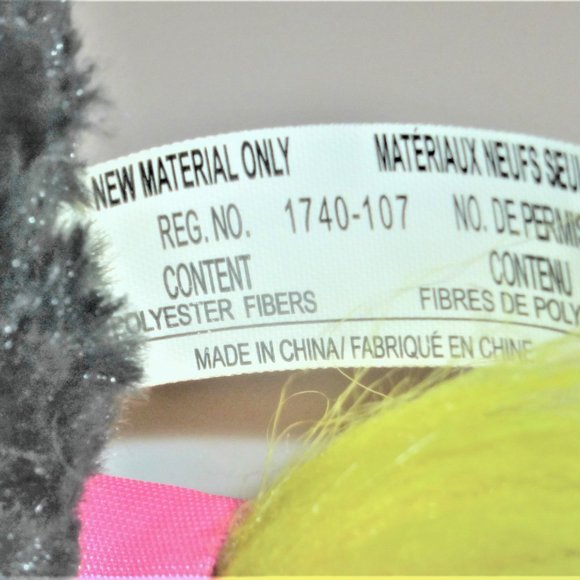 NEW MATERIAL ONLY MATÉRIAUX NEUFS
REG. NO. 1740-107 NO. DE
CONTENT CONTENU
POLYESTER FIBERS FIBRES DE
MADE IN CHINA/ FABRIQUÉ EN CHINE